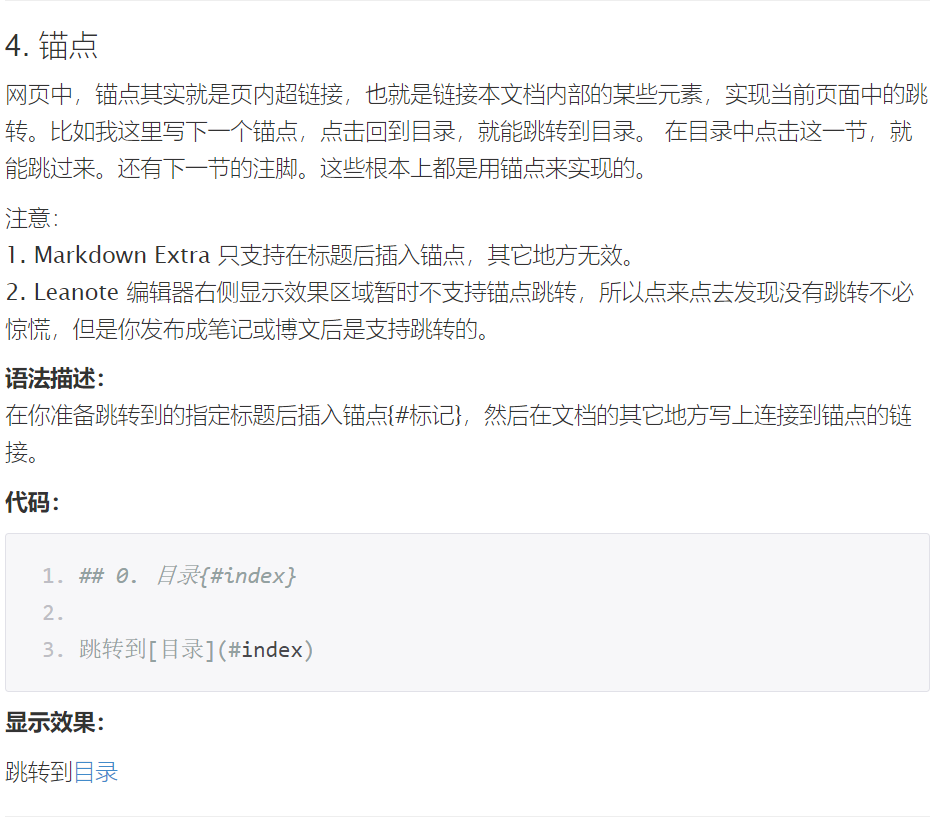 4. 锚点
网页中，锚点其实就是页内超链接，也就是链接本文档内部的某些元素，实现当前页面中的跳
转。比如我这里写下一个锚点，点击回到目录，就能跳转到目录。 在目录中点击这一节，就
能跳过来。还有下一节的注脚。这些根本上都是用锚点来实现的。
注意：
1. Markdown Extra 只支持在标题后插入锚点，其它地方无效。
2. Leanote 编辑器右侧显示效果区域暂时不支持锚点跳转，所以点来点去发现没有跳转不必
惊慌，但是你发布成笔记或博文后是支持跳转的。
语法描述：
在你准备跳转到的指定标题后插入锚点{#标记}，然后在文档的其它地方写上连接到锚点的链
接。
代码：
1. ## 0. 目录{#index}
2.
3. 跳转到[目录](#index)
显示效果：
跳转到目录